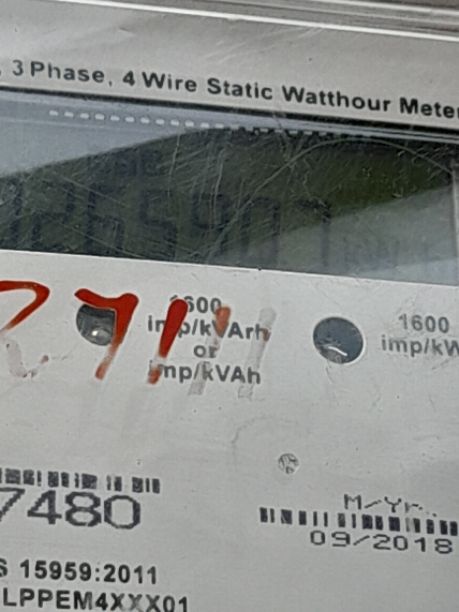 , 3 Phase, 4 Wire Static Watthour Meter
1600
imp/kVArh
or
imp/kVAh
1600
imp/kW
7480
M/Yr.
09/2018
S 15959:2011
LPPEM4XXX01